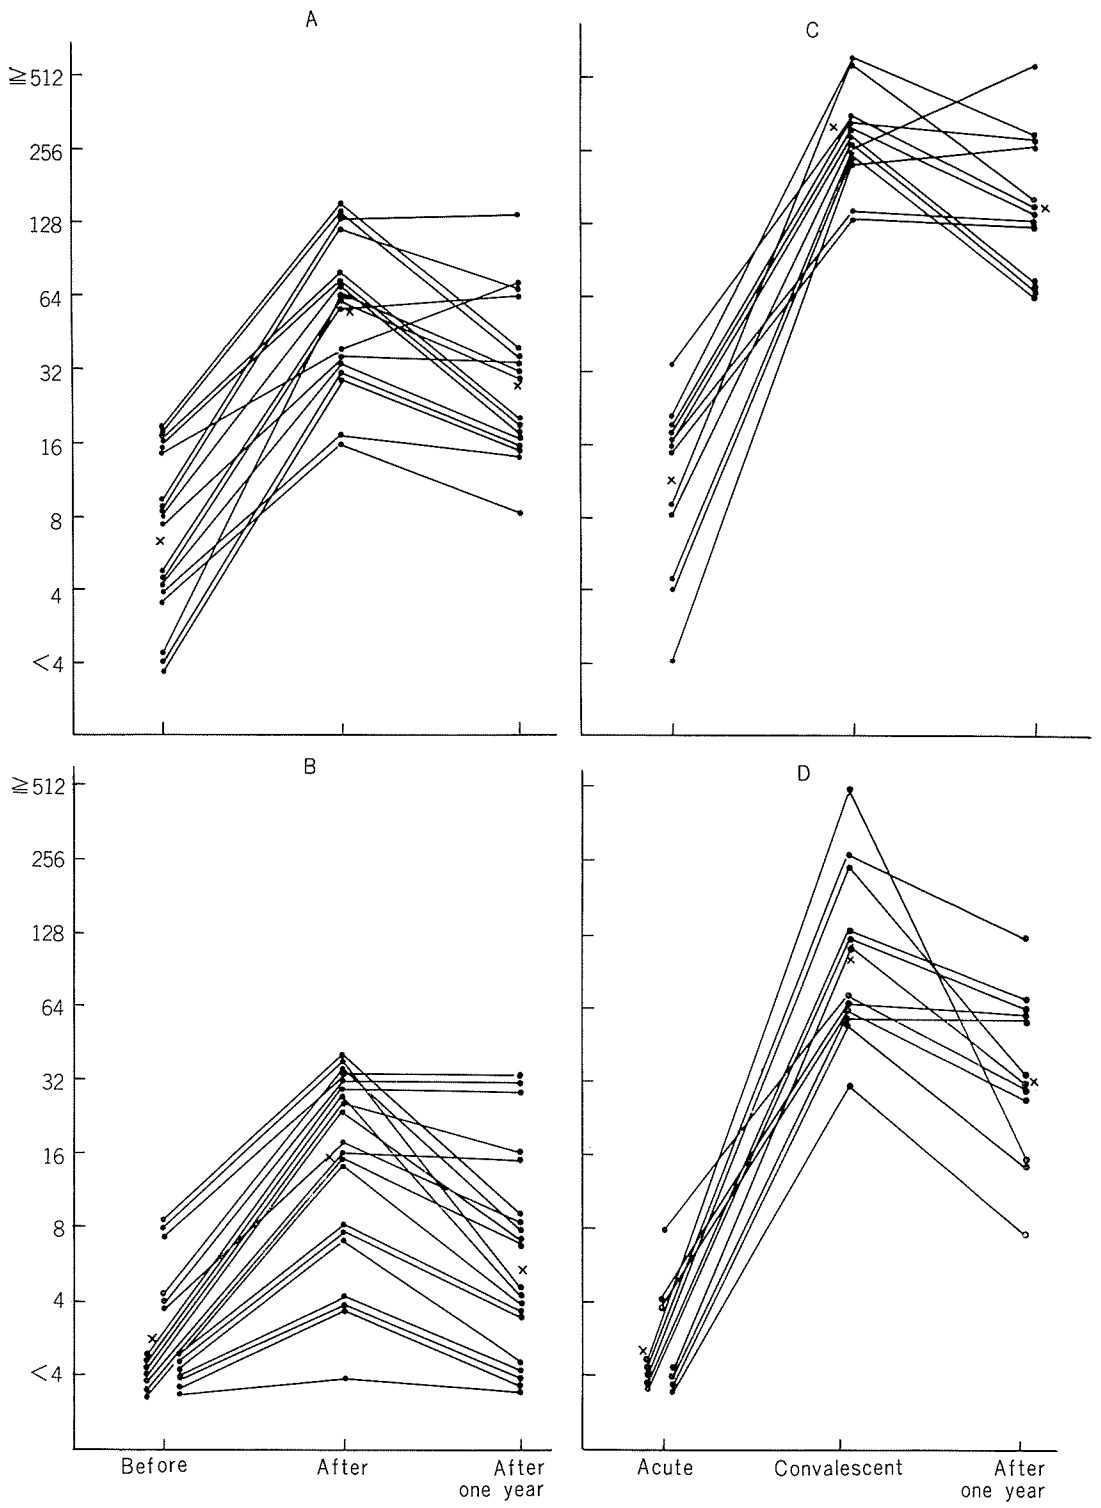 A
≧512
256
128
64
32
16
8
4
<4
C
B
≧512
256
128
64
32
16
8
4
<4
Before
After
After
one year
D
Acute
Convalescent
After
one year